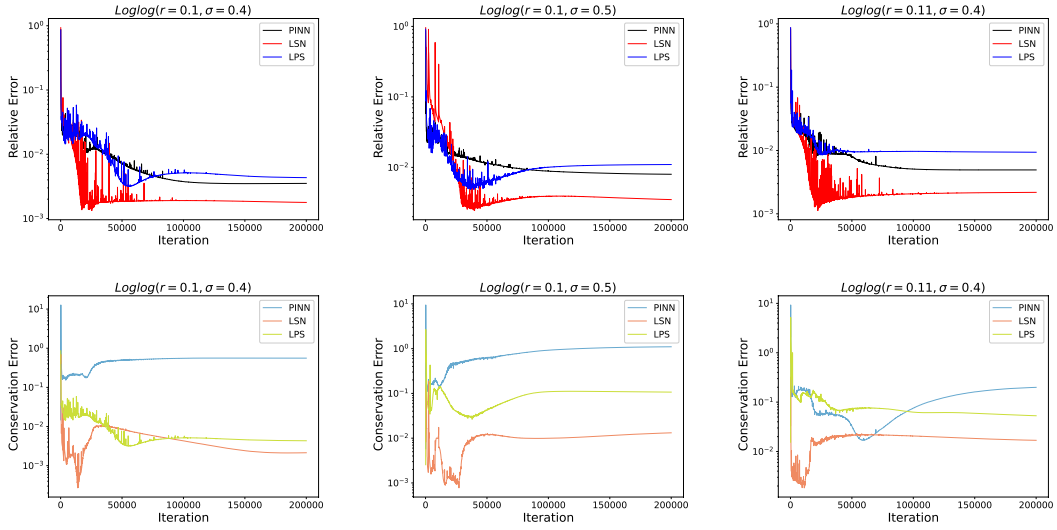 Loglog(r = 0.1, σ = 0.4)
Relative Error
10⁰
10⁻¹
10⁻²
10⁻³
PINN
LSN
LPS
0 50000 100000 150000 200000
Iteration
Loglog(r = 0.1, σ = 0.5)
Relative Error
10⁰
10⁻¹
10⁻²
PINN
LSN
LPS
0 50000 100000 150000 200000
Iteration
Loglog(r = 0.11, σ = 0.4)
Relative Error
10⁰
10⁻¹
10⁻²
10⁻³
PINN
LSN
LPS
0 50000 100000 150000 200000
Iteration
Loglog(r = 0.1, σ = 0.4)
Conservation Error
10¹
10⁰
10⁻¹
10⁻²
10⁻³
PINN
LSN
LPS
0 50000 100000 150000 200000
Iteration
Loglog(r = 0.1, σ = 0.5)
Conservation Error
10¹
10⁰
10⁻¹
10⁻²
10⁻³
PINN
LSN
LPS
0 50000 100000 150000 200000
Iteration
Loglog(r = 0.11, σ = 0.4)
Conservation Error
10¹
10⁰
10⁻¹
10⁻²
PINN
LSN
LPS
0 50000 100000 150000 200000
Iteration